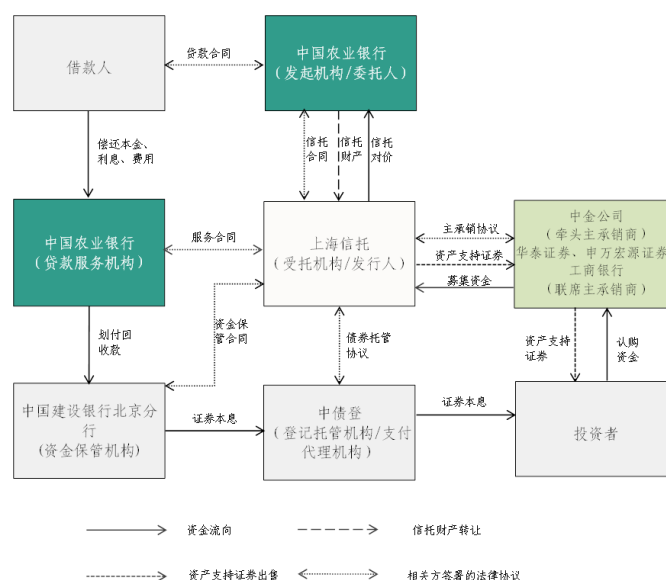 借款人
贷款合同
中国农业银行
(发起机构/委托人)
偿还本金、
利息、费用
信托
合同
信托
财产
信托
对价
中国农业银行
(贷款服务机构)
服务合同
上海信托
(受托机构/发行人)
主承销协议
资产支持证券
募集资金
中金公司
(牵头主承销商)
华泰证券、申万宏源证券
工商银行
(联席主承销商)
划付回
收款
资金保
管合同
债券托管
协议
资产支持
证券
认购
资金
中国建设银行北京分
行
(资金保管机构)
证券本息
中债登
(登记托管机构/支付
代理机构)
证券本息
投资者
资金流向
信托财产转让
资产支持证券出售
相关方签署的法律协议